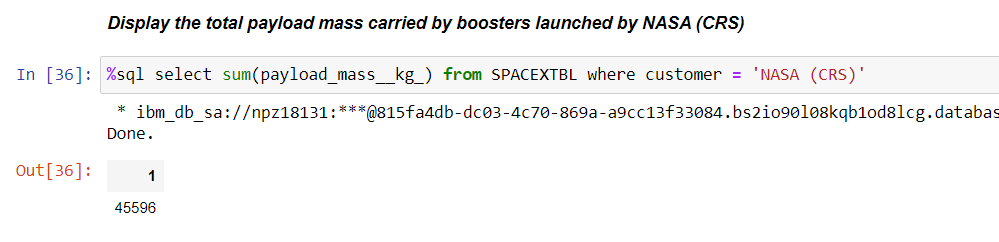 Display the total payload mass carried by boosters launched by NASA (CRS)
In [36]: %sql select sum(payload_mass__kg_) from SPACEXTBL where customer = 'NASA (CRS)'
* ibm_db_sa://npz18131:***@815fa4db-dc03-4c70-869a-a9cc13f33084.bs2io90l08kqb1od8lcg.databas
Done.
Out[36]: 1
45596